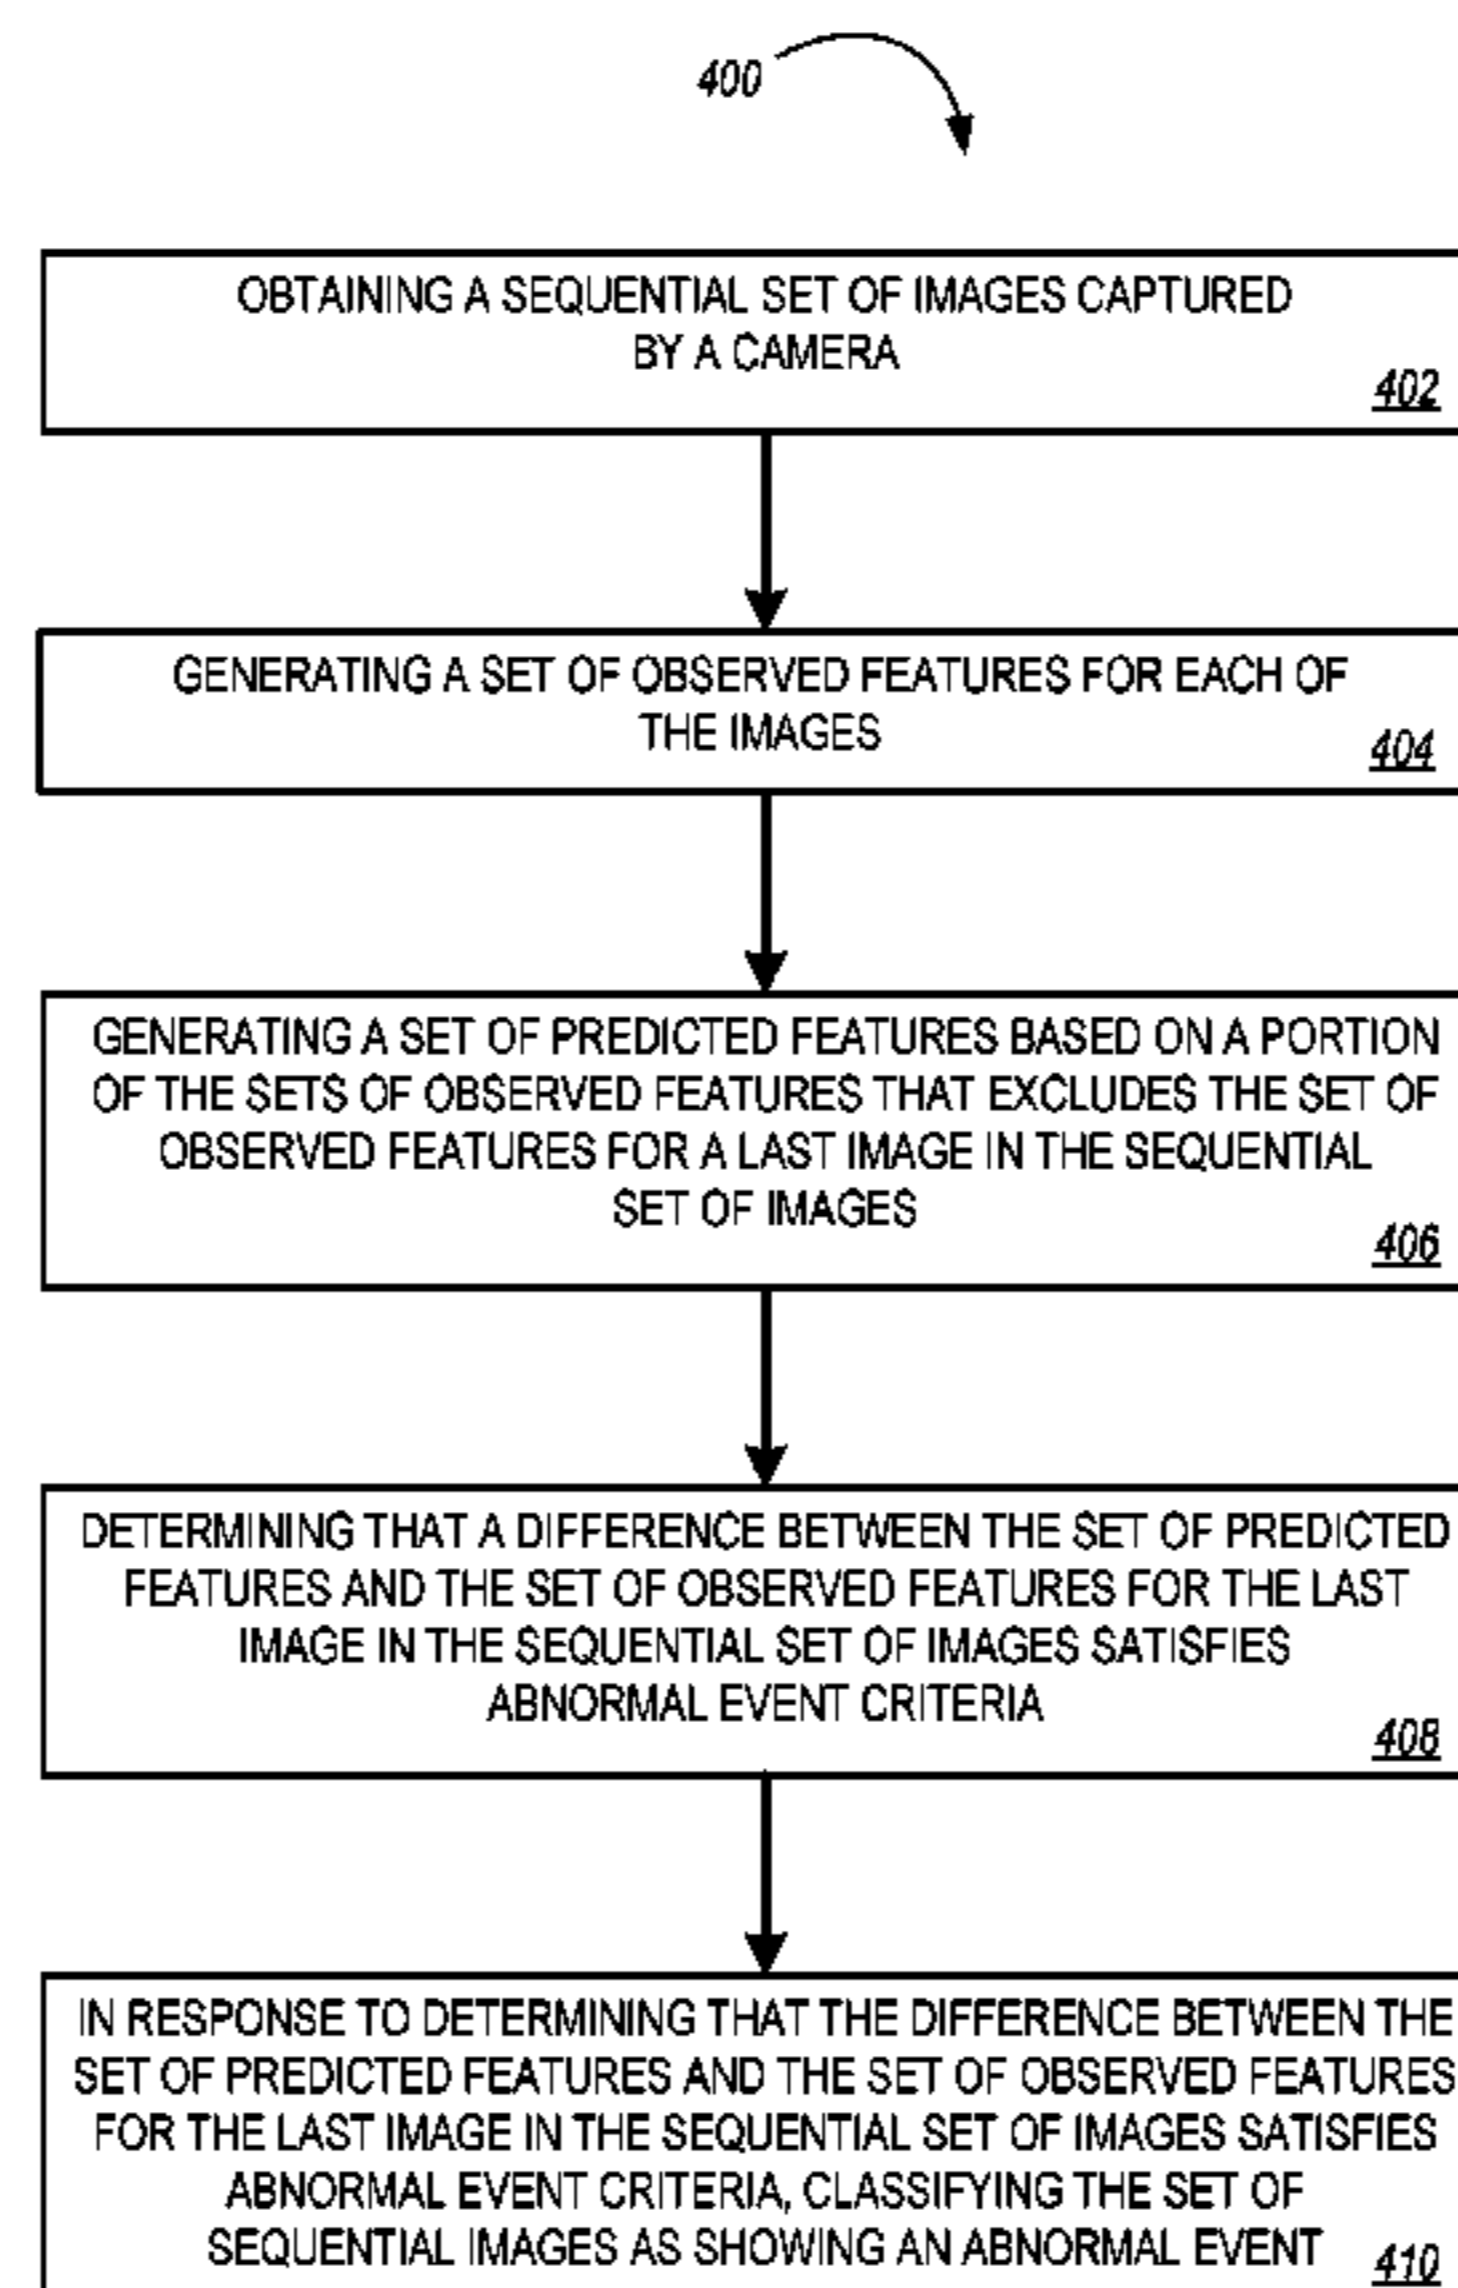 400
OBTAINING A SEQUENTIAL SET OF IMAGES CAPTURED
BY A CAMERA
402
GENERATING A SET OF OBSERVED FEATURES FOR EACH OF
THE IMAGES
404
GENERATING A SET OF PREDICTED FEATURES BASED ON A PORTION
OF THE SETS OF OBSERVED FEATURES THAT EXCLUDES THE SET OF
OBSERVED FEATURES FOR A LAST IMAGE IN THE SEQUENTIAL
SET OF IMAGES
406
DETERMINING THAT A DIFFERENCE BETWEEN THE SET OF PREDICTED
FEATURES AND THE SET OF OBSERVED FEATURES FOR THE LAST
IMAGE IN THE SEQUENTIAL SET OF IMAGES SATISFIES
ABNORMAL EVENT CRITERIA
408
IN RESPONSE TO DETERMINING THAT THE DIFFERENCE BETWEEN THE
SET OF PREDICTED FEATURES AND THE SET OF OBSERVED FEATURES
FOR THE LAST IMAGE IN THE SEQUENTIAL SET OF IMAGES SATISFIES
ABNORMAL EVENT CRITERIA, CLASSIFYING THE SET OF
SEQUENTIAL IMAGES AS SHOWING AN ABNORMAL EVENT
410